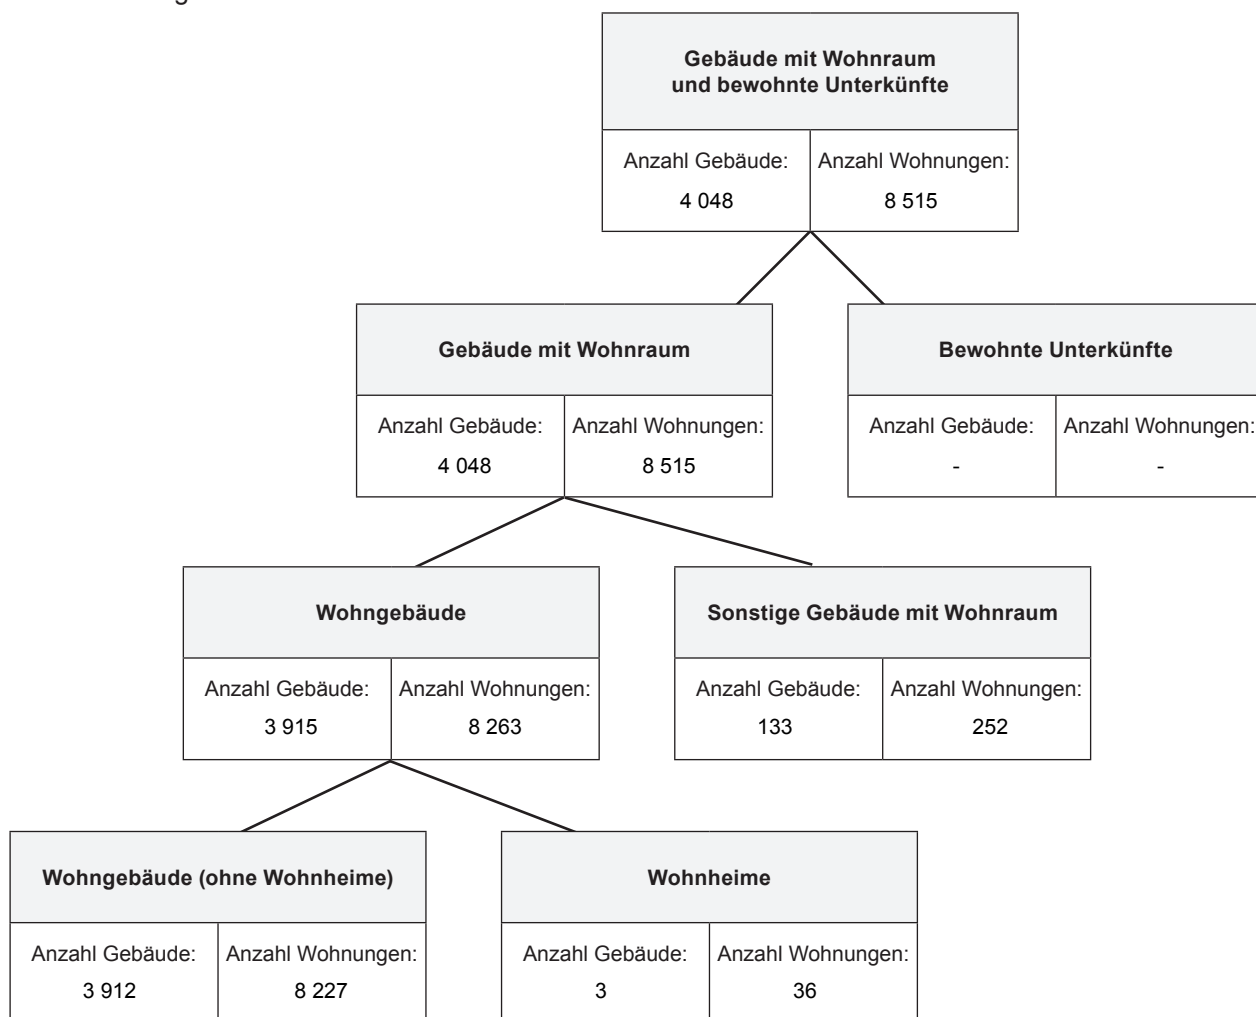 Gebäude mit Wohnraum
und bewohnte Unterkünfte
Anzahl Gebäude: Anzahl Wohnungen:
4 048 8 515
Gebäude mit Wohnraum Bewohnte Unterkünfte
Anzahl Gebäude: Anzahl Wohnungen: Anzahl Gebäude: Anzahl Wohnungen:
4 048 8 515 - -
Wohngebäude Sonstige Gebäude mit Wohnraum
Anzahl Gebäude: Anzahl Wohnungen: Anzahl Gebäude: Anzahl Wohnungen:
3 915 8 263 133 252
Wohngebäude (ohne Wohnheime) Wohnheime
Anzahl Gebäude: Anzahl Wohnungen: Anzahl Gebäude: Anzahl Wohnungen:
3 912 8 227 3 36